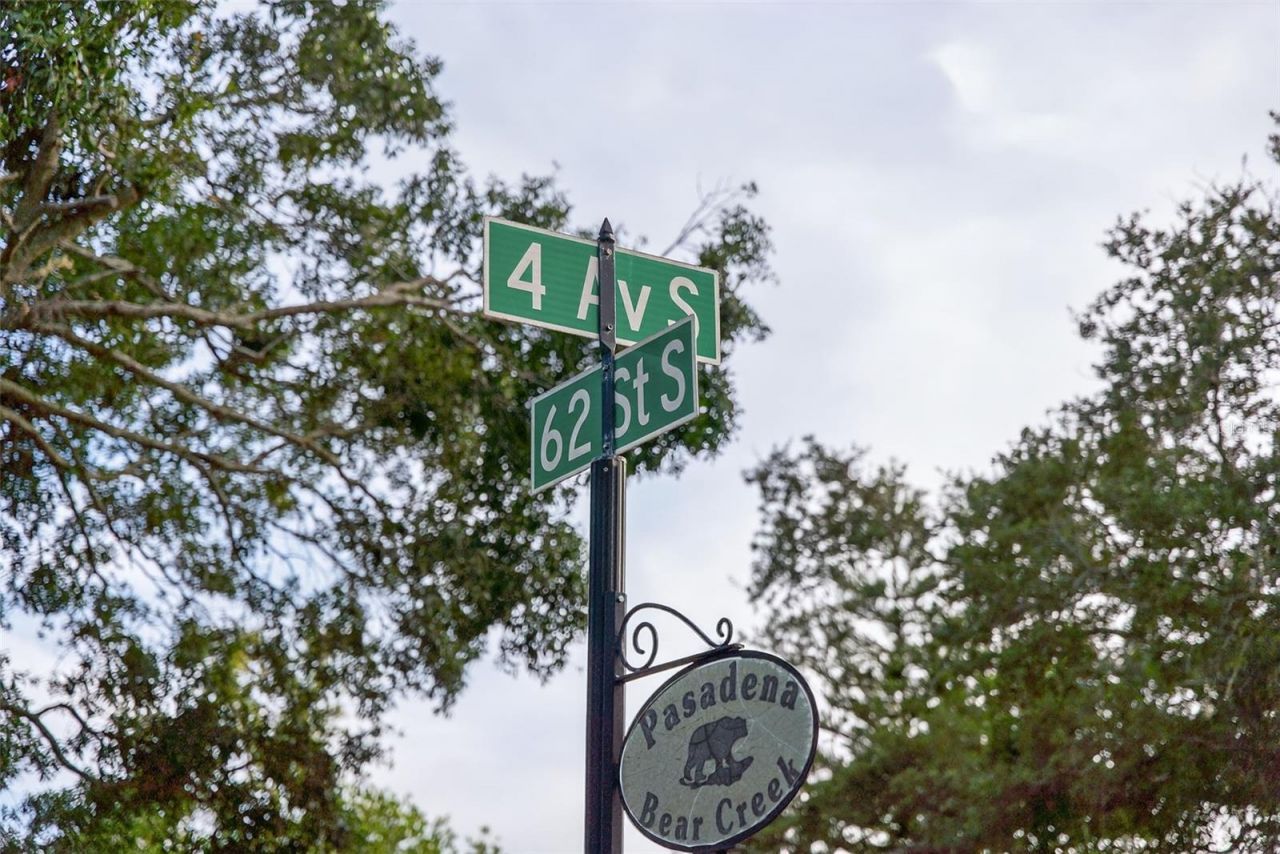 4 Av S
62 St S
Pasadena
Bear Creek